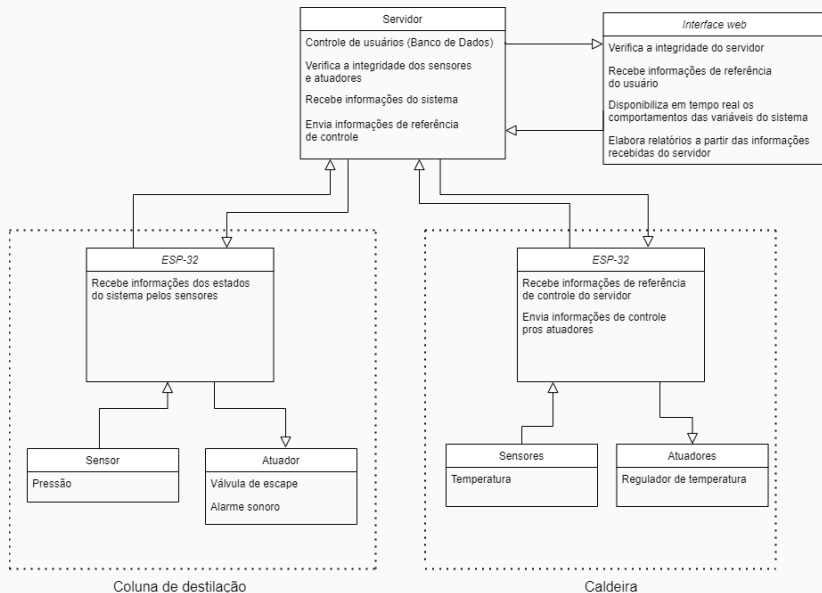 Servidor
Controle de usuários (Banco de Dados)
Verifica a integridade dos sensores
e atuadores
Recebe informações do sistema
Envia informações de referência
de controle
Interface web
Verifica a integridade do servidor
Recebe informações de referência
do usuário
Disponibiliza em tempo real os
comportamentos das variáveis do sistema
Elabora relatórios a partir das informações
recebidas do servidor
ESP-32
Recebe informações dos estados
do sistema pelos sensores
Sensor
Pressão
Atuador
Válvula de escape
Alarme sonoro
Coluna de destilação
ESP-32
Recebe informações de referência
de controle do servidor
Envia informações de controle
pros atuadores
Sensores
Temperatura
Atuadores
Regulador de temperatura
Caldeira